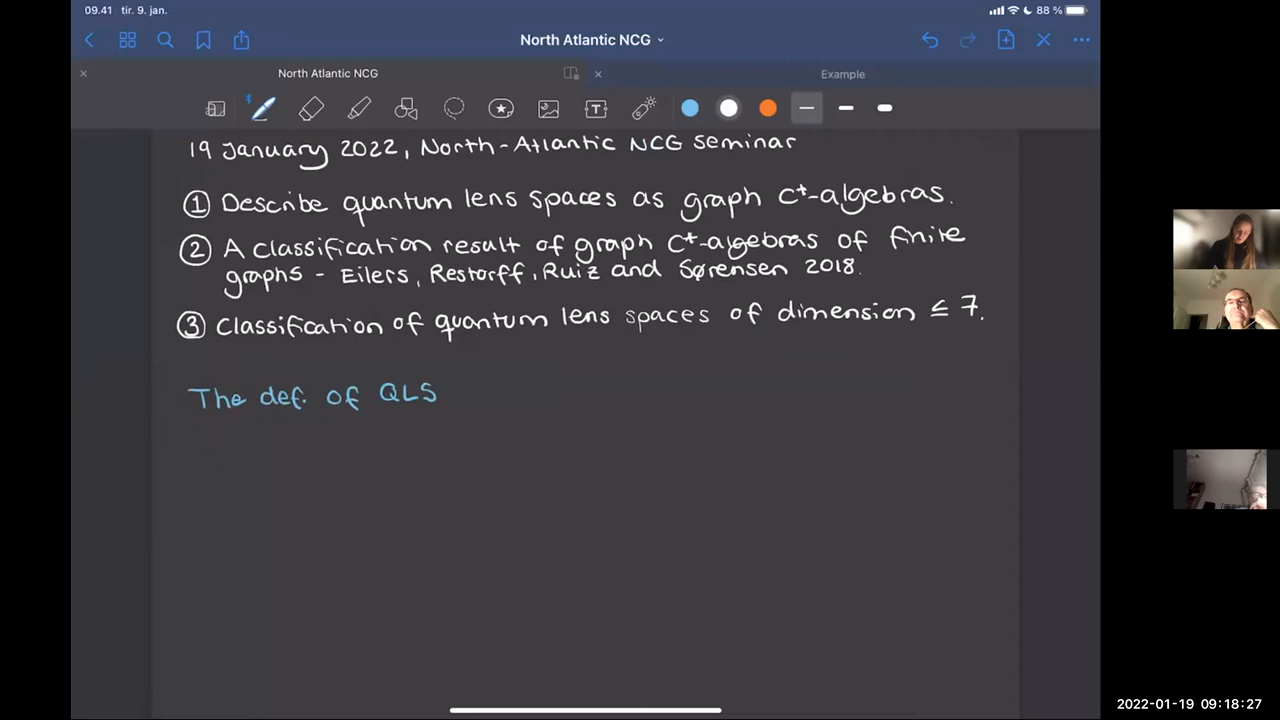 09.41 tir. 9. jan.
88 %
North Atlantic NCG
North Atlantic NCG
Example
19 January 2022, North-Atlantic NCG Seminar
① Describe quantum lens spaces as graph C*-algebras.
② A classification result of graph C*-algebras of finite
graphs - Eilers, Restorff, Ruiz and Sørensen 2018.
③ Classification of quantum lens spaces of dimension ≤ 7.
The def. of QLS
2022-01-19 09:18:27